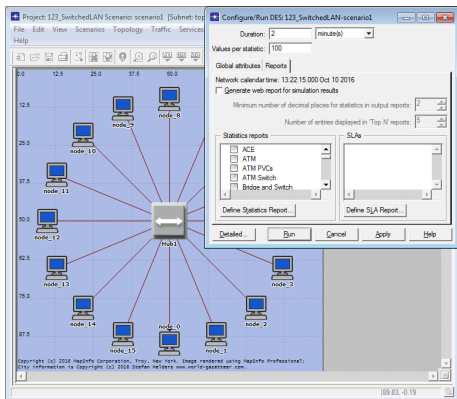 Project: 123_SwitchedLAN Scenario: scenario1 [Subnet: top
File Edit View Scenarios Topology Traffic Services
Help
0.0 12.5 25.0 37.5 50.0
12.5
25.0
37.5
50.0
62.5
75.0
87.5
node_9
node_8
node_10
node_11
node_12
Hub1
node_13
node_3
node_14
node_2
node_15
node_0
node_1
Copyright (c) 2016 MapInfo Corporation, Troy, New York. Image rendered using MapInfo Professional;
City information is Copyright (c) 2016 Stefan Helders www.world-gazetteer.com.
89.83, -0.19
Configure/Run DES: 123_SwitchedLAN-scenario1
Duration: 2 minute(s)
Values per statistic: 100
Global attributes Reports
Network calendar time: 13:22:15.000 Oct 10 2016
Generate web report for simulation results
Minimum number of decimal places for statistics in output reports: 2
Number of entries displayed in 'Top N' reports: 5
Statistics reports
ACE
ATM
ATM PVCs
ATM Switch
Bridge and Switch
Define Statistics Report...
SLAs
Define SLA Report...
Detailed... Run Cancel Apply Help